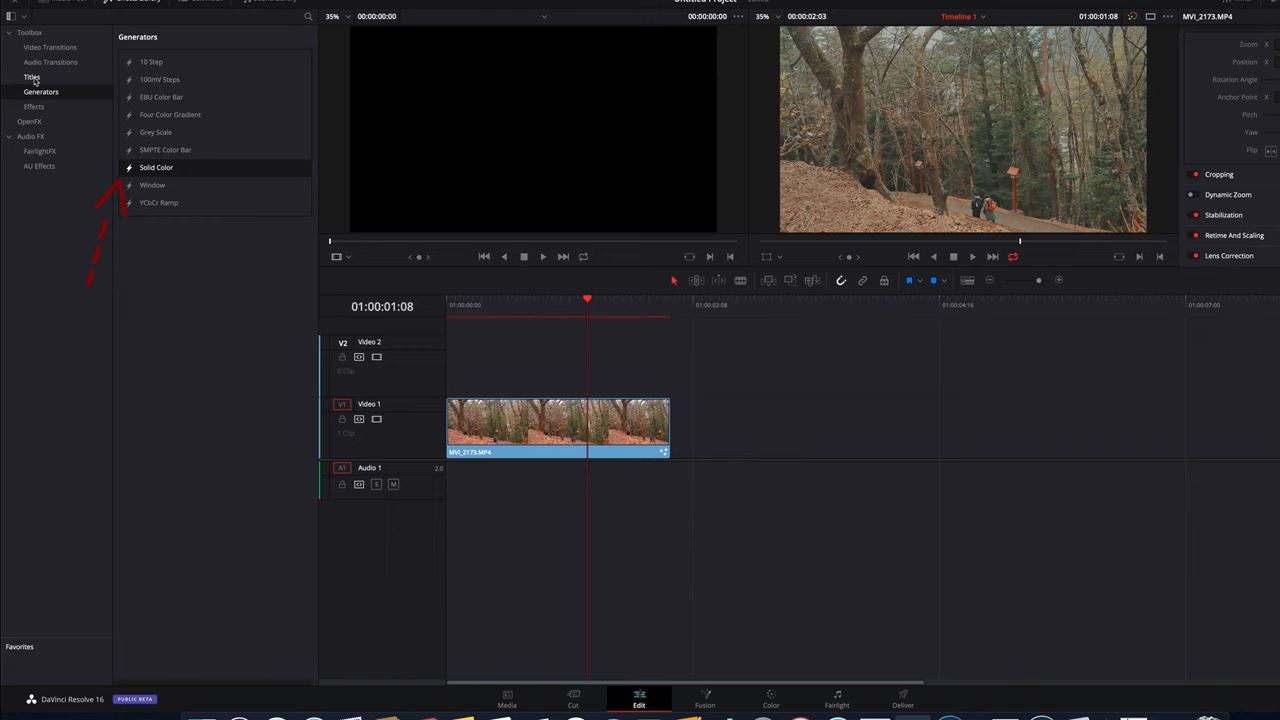 Untitled Project
35% 00:00:00:00 00:00:00:00 35% 00:00:02:03 Timeline 1 01:00:01:08 MVI_2173.MP4
Toolbox
Video Transitions
Audio Transitions
Titles
Generators
Effects
OpenFX
Audio FX
FairlightFX
AU Effects
Generators
10 Step
100mV Steps
EBU Color Bar
Four Color Gradient
Grey Scale
SMPTE Color Bar
Solid Color
Window
YCbCr Ramp
Zoom X
Position X
Rotation Angle
Anchor Point X
Pitch
Yaw
Flip
Cropping
Dynamic Zoom
Stabilization
Retime And Scaling
Lens Correction
01:00:01:08
01:00:00:00 01:00:02:08 01:00:04:16 01:00:07:00
V2 Video 2
0 Clip
V1 Video 1
1 Clip
MVI_2173.MP4
A1 Audio 1 2.0
S M
Favorites
DaVinci Resolve 16 PUBLIC BETA
Media Cut Edit Fusion Color Fairlight Deliver